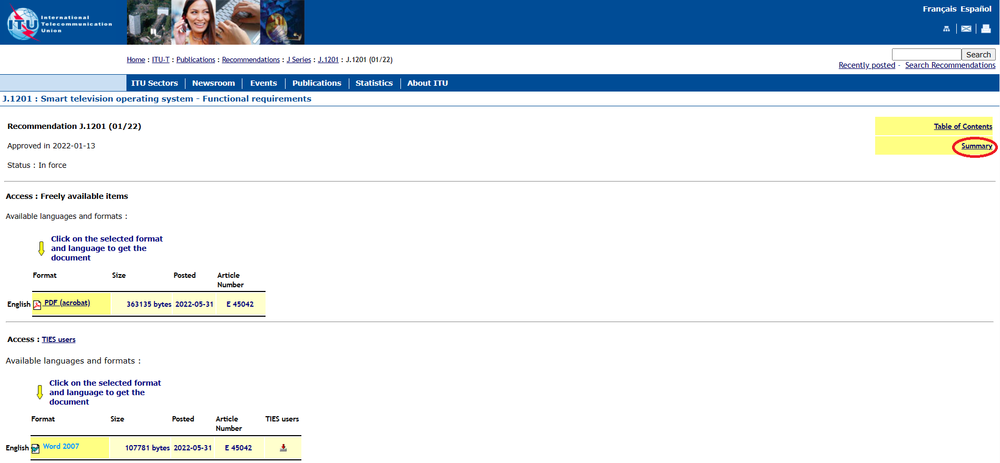 ITU
International
Telecommunication
Union
Français Español
Home : ITU-T : Publications : Recommendations : J Series : J.1201 : J.1201 (01/22)
Search
Recently posted - Search Recommendations
ITU Sectors | Newsroom | Events | Publications | Statistics | About ITU
J.1201 : Smart television operating system - Functional requirements
Recommendation J.1201 (01/22)
Table of Contents
Approved in 2022-01-13
Summary
Status : In force
Access : Freely available items
Available languages and formats :
Click on the selected format
and language to get the
document
Format Size Posted Article
Number
English PDF (acrobat) 363135 bytes 2022-05-31 E 45042
Access : TIES users
Available languages and formats :
Click on the selected format
and language to get the
document
Format Size Posted Article TIES users
Number
English Word 2007 107781 bytes 2022-05-31 E 45042